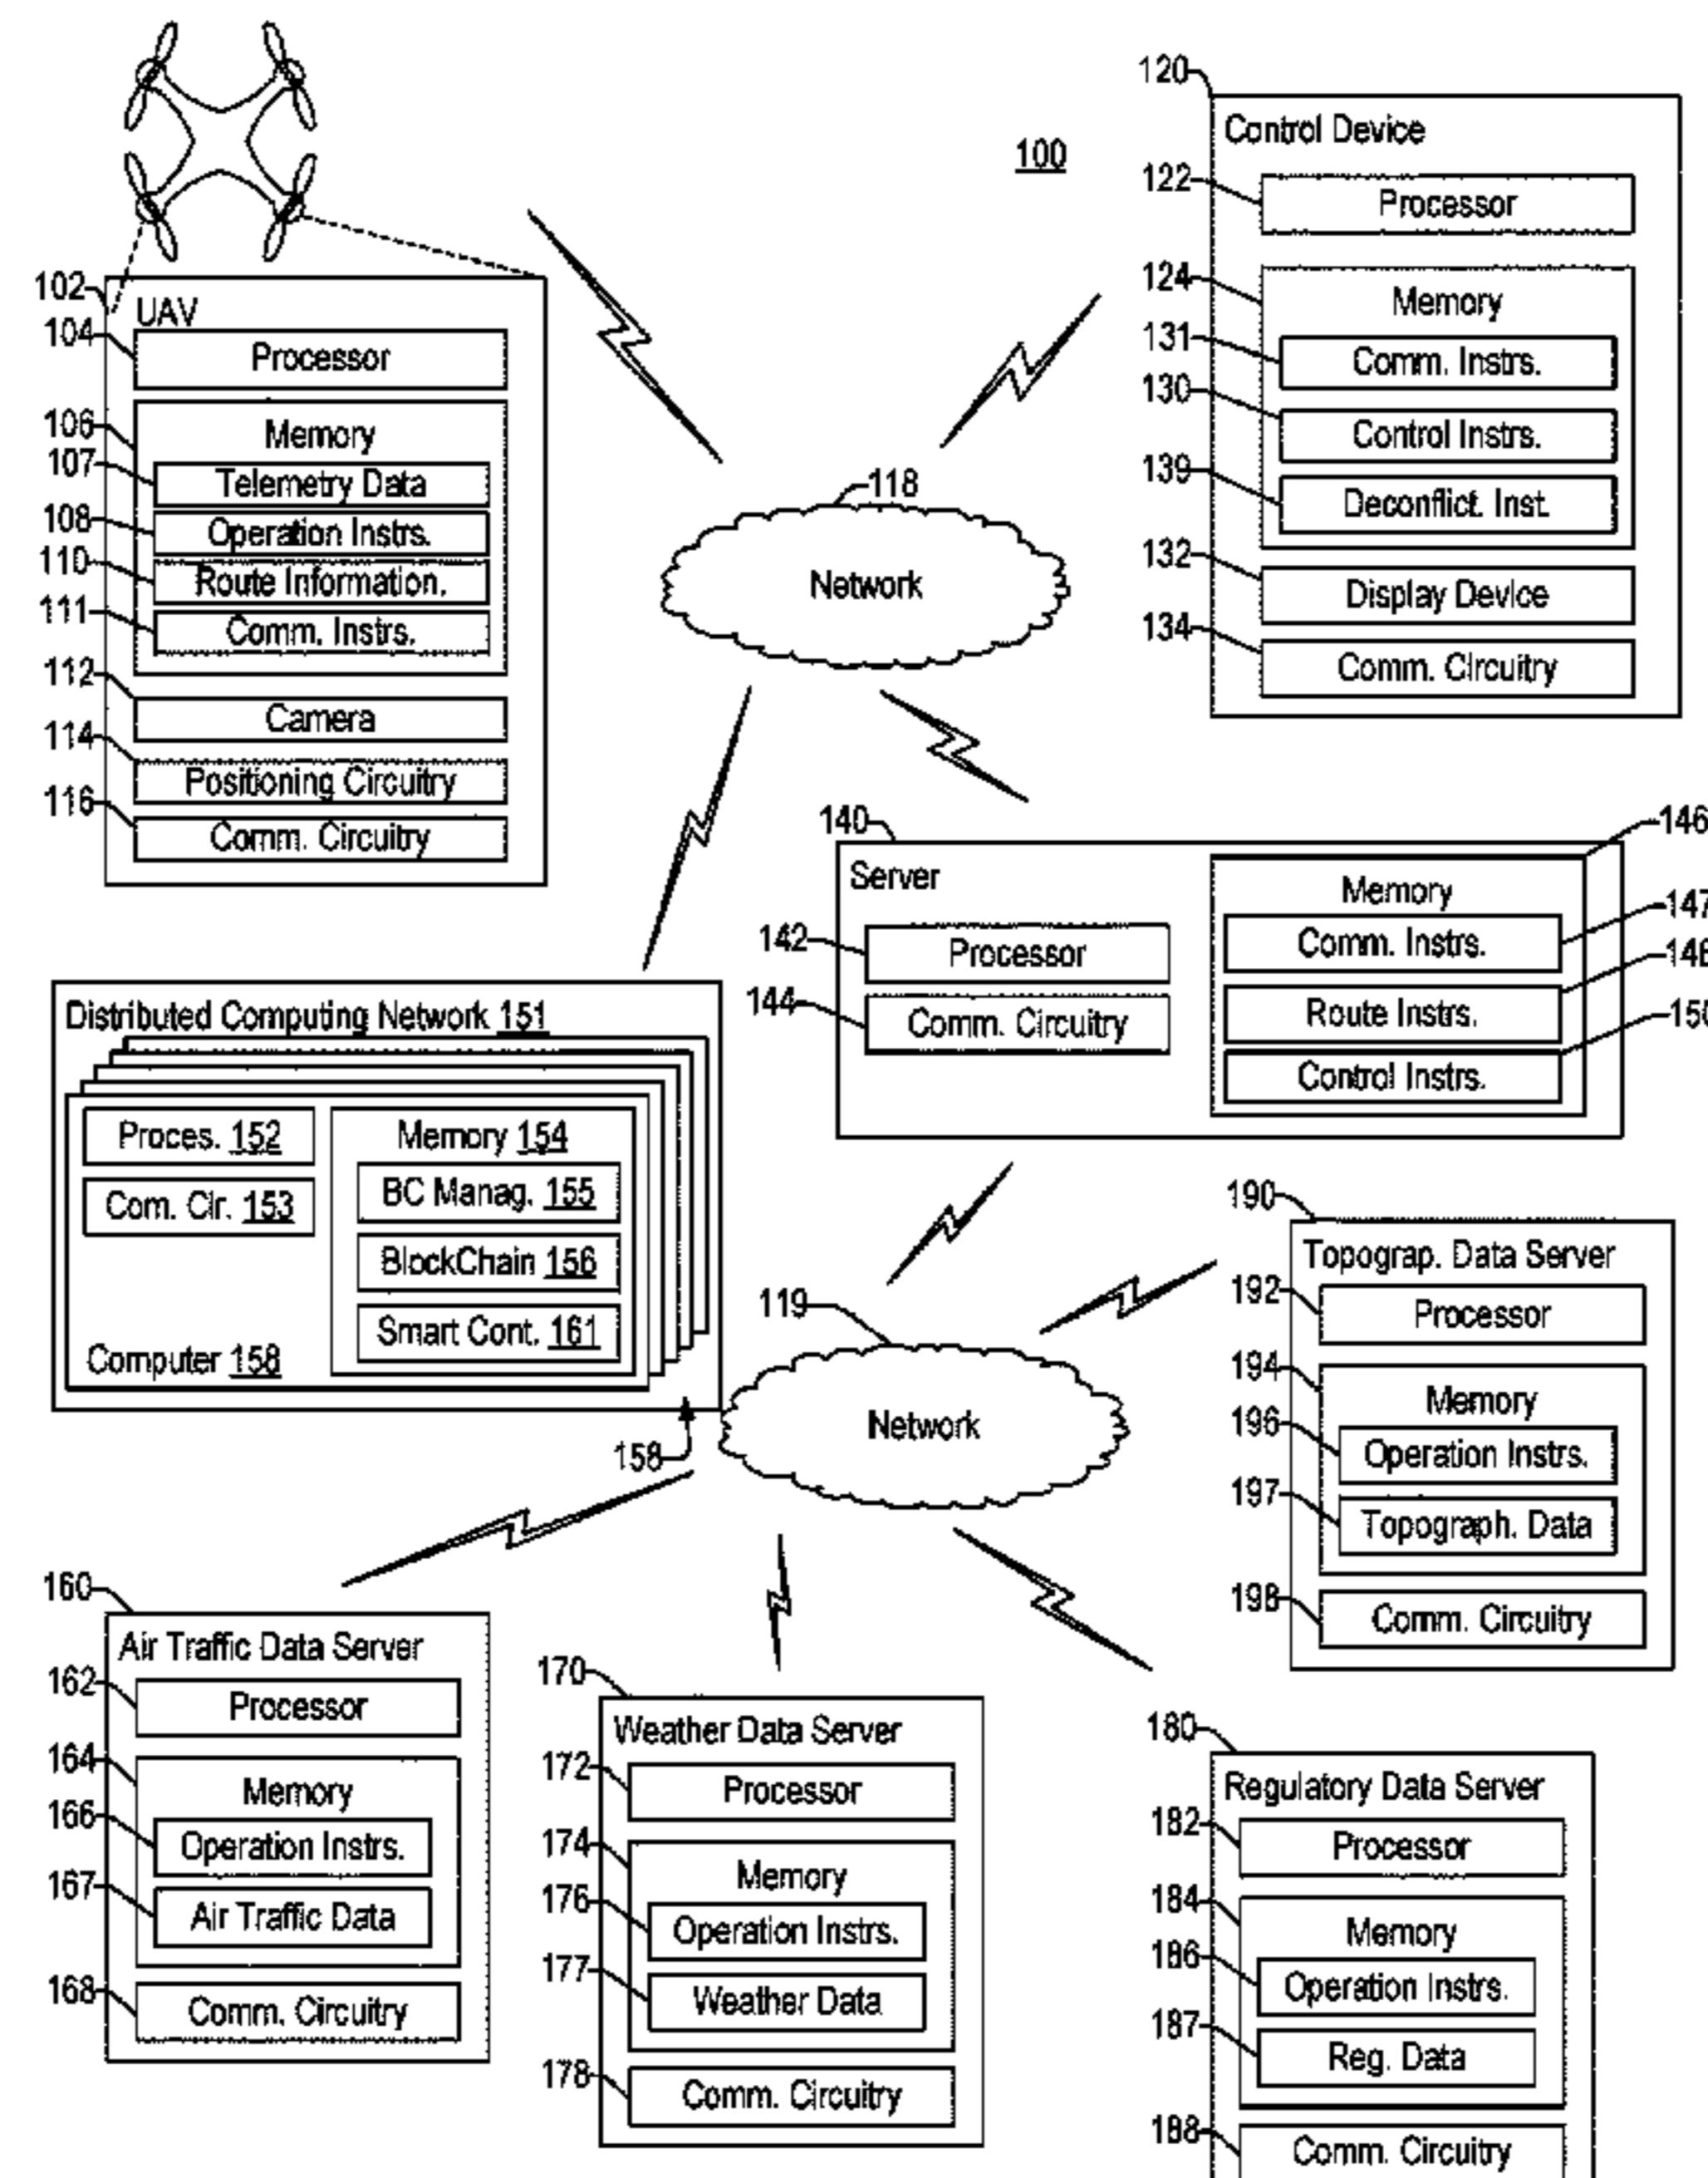 100
102
UAV
104
Processor
106
Memory
107
Telemetry Data
108
Operation Instrs.
110
Route Information.
111
Comm. Instrs.
112
Camera
114
Positioning Circuitry
116
Comm. Circuitry
120
Control Device
122
Processor
124
Memory
131
Comm. Instrs.
130
Control Instrs.
139
Deconflict. Inst.
132
Display Device
134
Comm. Circuitry
118
Network
140
Server
142
Processor
144
Comm. Circuitry
146
Memory
147
Comm. Instrs.
Route Instrs.
150
Control Instrs.
Distributed Computing Network 151
Proces. 152
Com. Cir. 153
Memory 154
BC Manag. 155
BlockChain 156
Smart Cont. 161
Computer 158
158
119
Network
190
Topograp. Data Server
192
Processor
194
Memory
196
Operation Instrs.
197
Topograph. Data
198
Comm. Circuitry
160
Air Traffic Data Server
162
Processor
164
Memory
166
Operation Instrs.
167
Air Traffic Data
168
Comm. Circuitry
170
Weather Data Server
172
Processor
174
Memory
176
Operation Instrs.
177
Weather Data
178
Comm. Circuitry
180
Regulatory Data Server
182
Processor
184
Memory
186
Operation Instrs.
187
Reg. Data
188
Comm. Circuitry